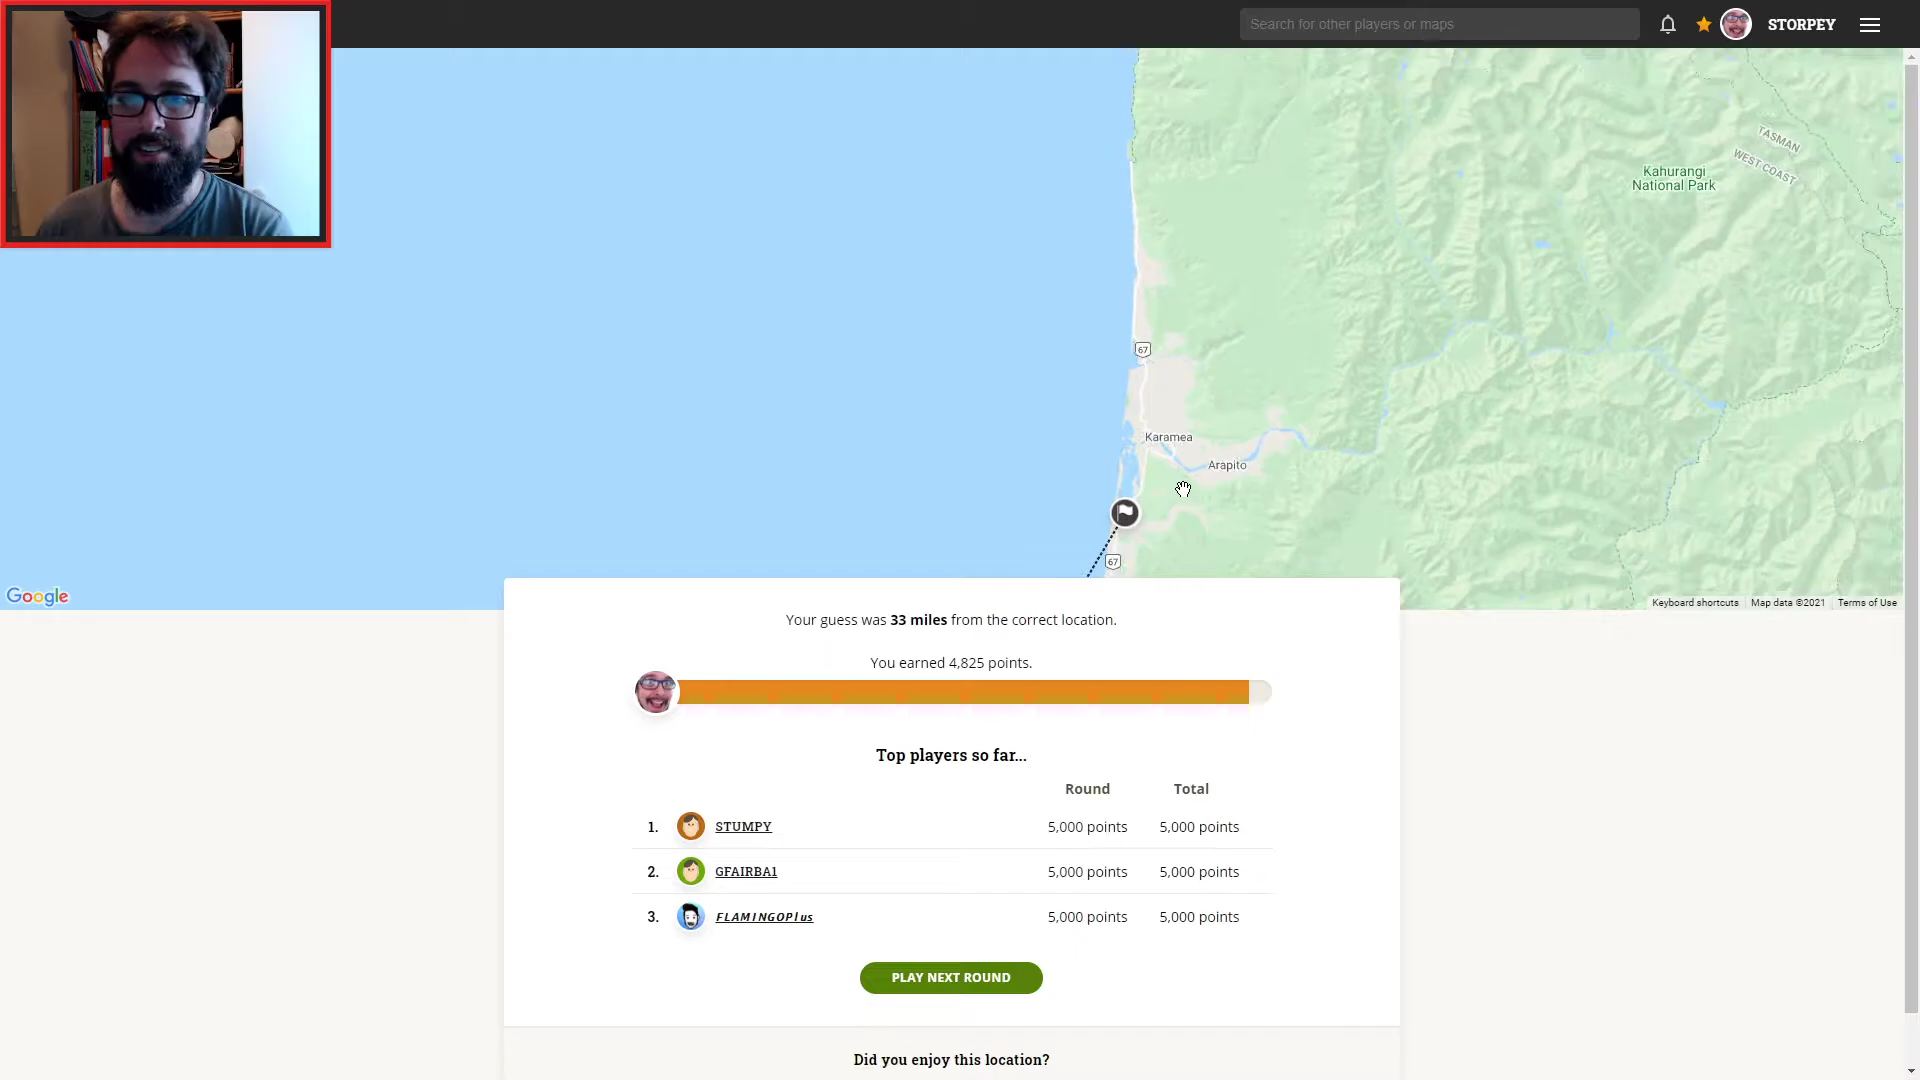 Search for other players or maps
STORPEY
TASMAN
WEST COAST
Kahurangi
National Park
67
Karamea
Arapito
67
Google
Keyboard shortcuts
Map data ©2021
Terms of Use
Your guess was 33 miles from the correct location.
You earned 4,825 points.
Top players so far...
Round Total
1. STUMPY 5,000 points 5,000 points
2. GFAIRBA1 5,000 points 5,000 points
3. FLAMINGOPlus 5,000 points 5,000 points
PLAY NEXT ROUND
Did you enjoy this location?